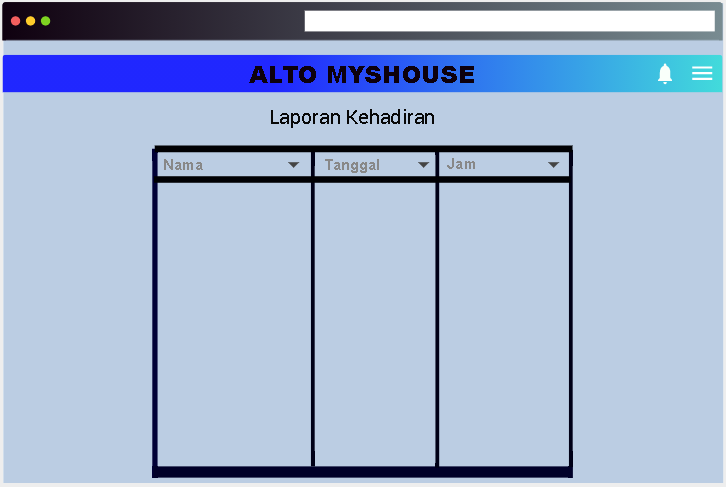 ALTO MYSHOUSE
Laporan Kehadiran
Nama Tanggal Jam